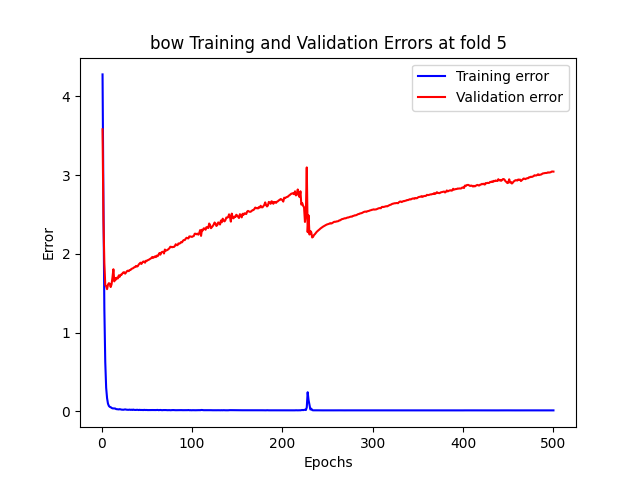 bow Training and Validation Errors at fold 5
Training error
Validation error
Error
4
3
2
1
0
0 100 200 300 400 500
Epochs